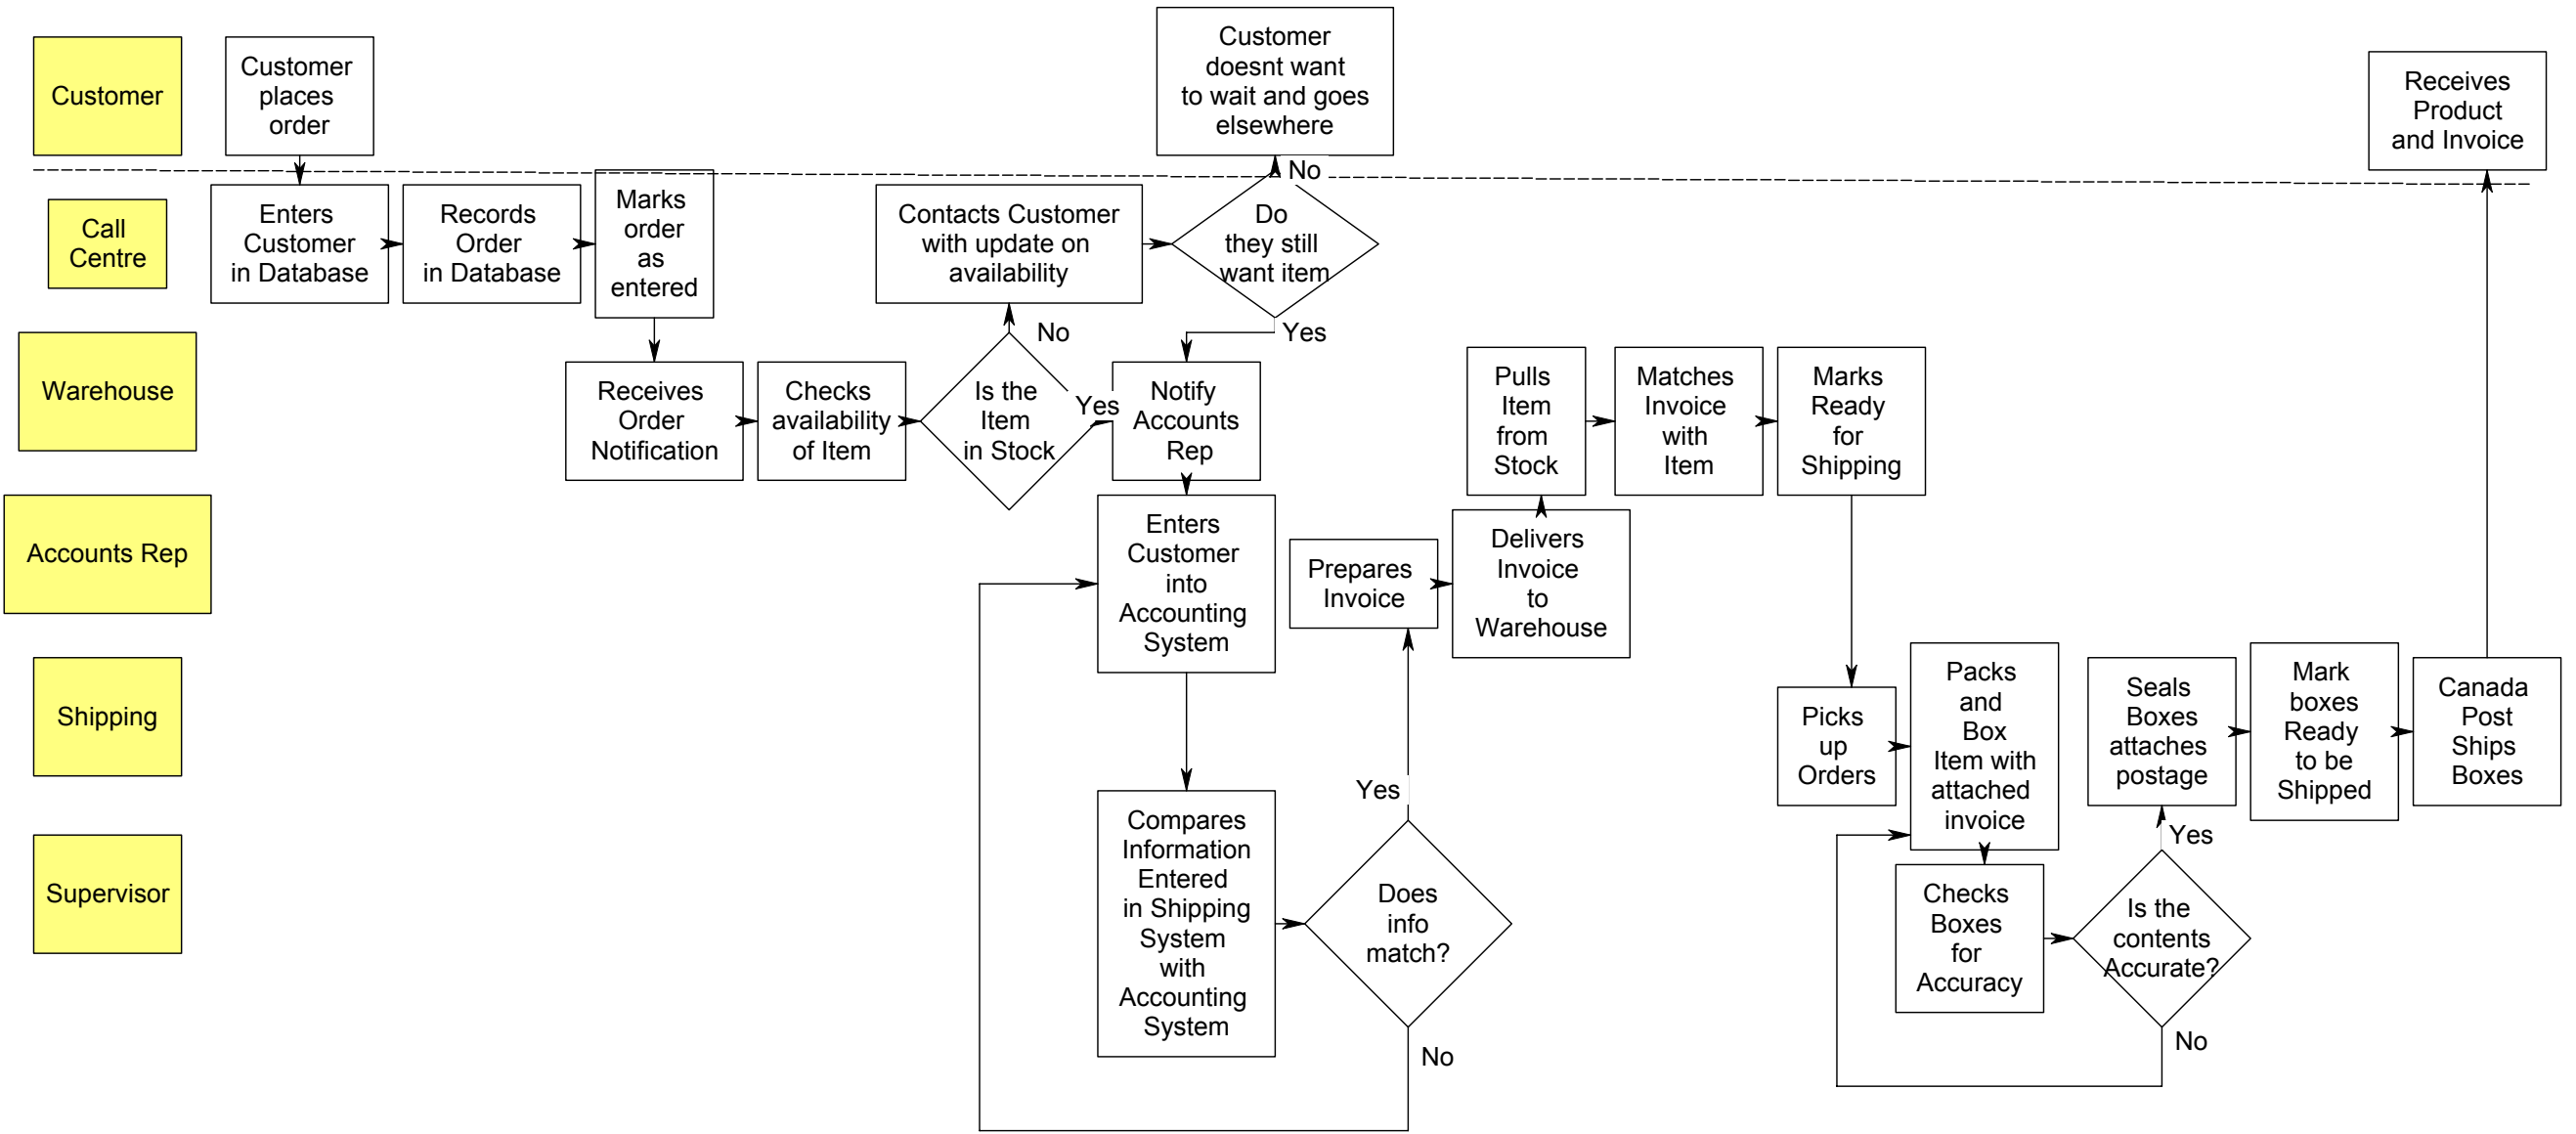 Customer
Customer
places
order
Customer
doesnt want
to wait and goes
elsewhere
Receives
Product
and Invoice
No
Call
Centre
Enters
Customer
in Database
Records
Order
in Database
Marks
order
as
entered
Contacts Customer
with update on
availability
Do
they still
want item
No
Yes
Warehouse
Receives
Order
Notification
Checks
availability
of Item
Is the
Item
in Stock
Yes
Notify
Accounts
Rep
Pulls
Item
from
Stock
Matches
Invoice
with
Item
Marks
Ready
for
Shipping
Accounts Rep
Enters
Customer
into
Accounting
System
Prepares
Invoice
Delivers
Invoice
to
Warehouse
Shipping
Picks
up
Orders
Packs
and
Box
Item with
attached
invoice
Seals
Boxes
attaches
postage
Mark
boxes
Ready
to be
Shipped
Canada
Post
Ships
Boxes
Yes
Yes
Supervisor
Compares
Information
Entered
in Shipping
System
with
Accounting
System
Does
info
match?
Checks
Boxes
for
Accuracy
Is the
contents
Accurate?
No
No